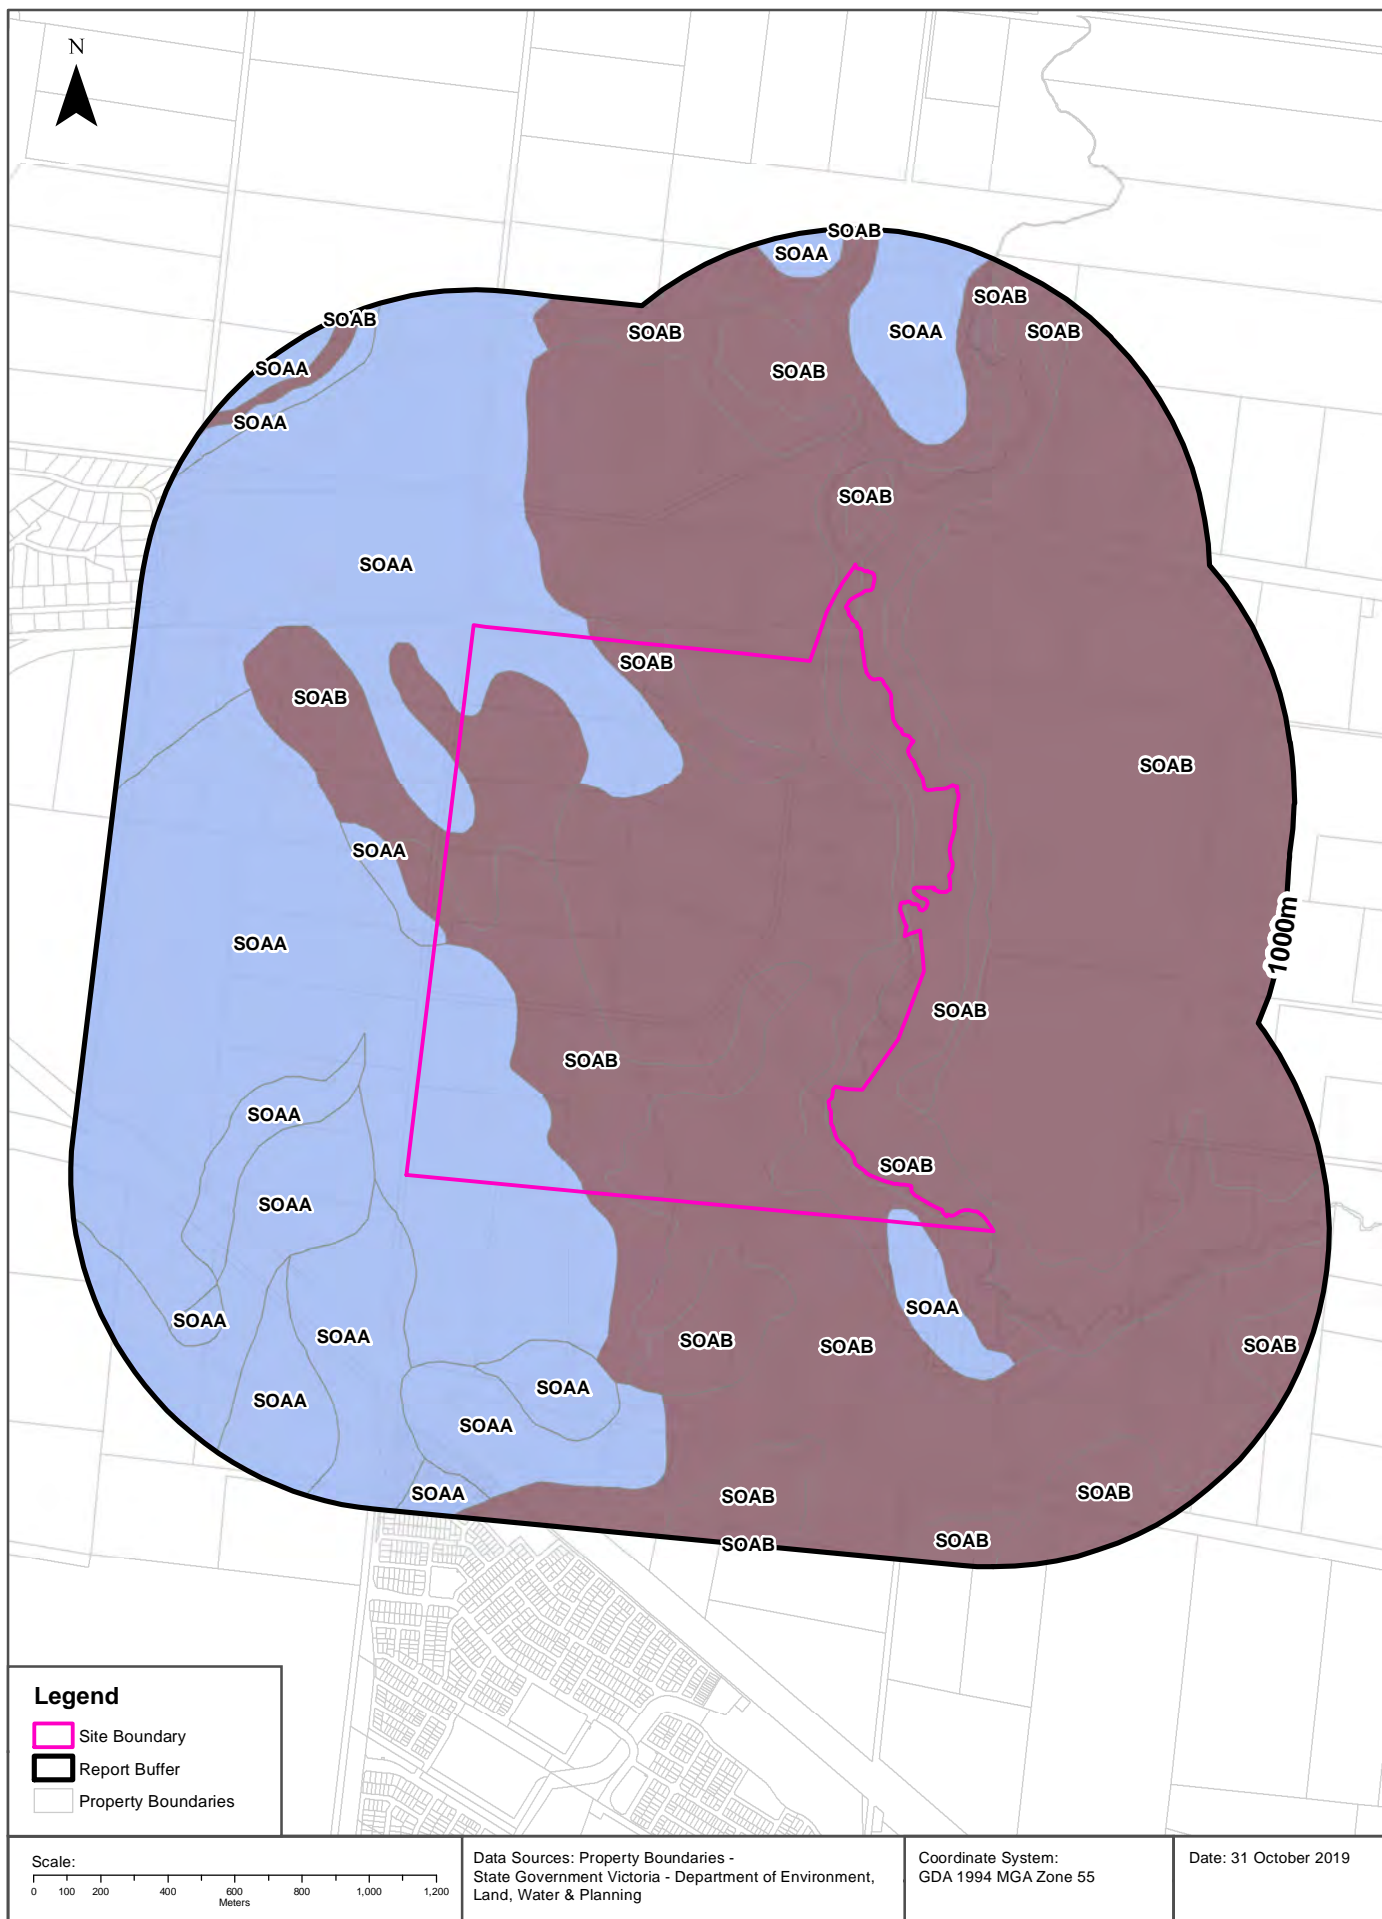 N
SOAB
SOAA
SOAB
SOAB
SOAA
SOAB
SOAB
SOAB
SOAA
SOAB
SOAA
SOAB
SOAA
SOAB
SOAB
SOAB
SOAA
SOAA
1000m
SOAB
SOAB
SOAA
SOAB
SOAA
SOAA
SOAA
SOAA
SOAB
SOAB
SOAB
SOAA
SOAA
SOAA
SOAA
SOAB
SOAB
SOAB
SOAB
Legend
Site Boundary
Report Buffer
Property Boundaries
Scale:
0 100 200 400 600 800 1,000 1,200
Meters
Data Sources: Property Boundaries -
State Government Victoria - Department of Environment,
Land, Water & Planning
Coordinate System:
GDA 1994 MGA Zone 55
Date: 31 October 2019